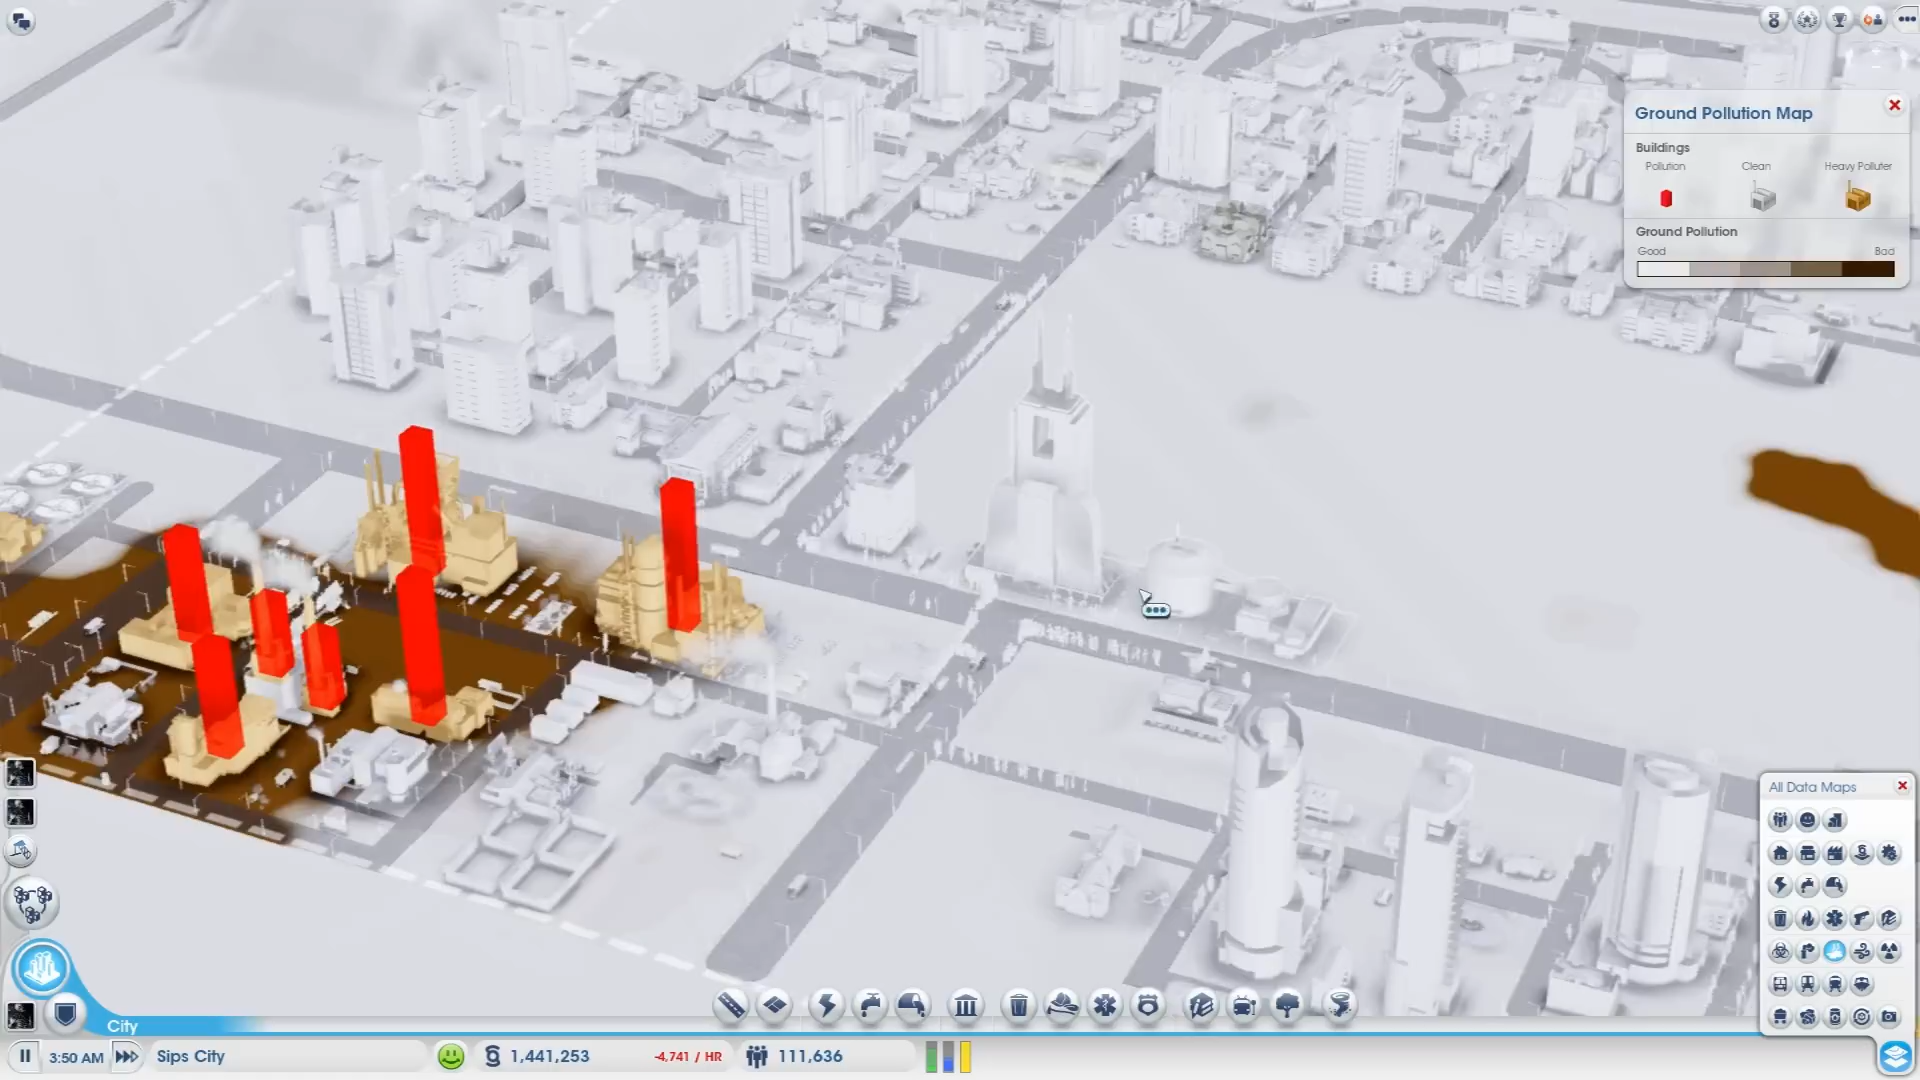 Ground Pollution Map
Buildings
Pollution Clean Heavy Polluter
Ground Pollution
Good Bad
All Data Maps
City
3:50 AM Sips City 1,441,253 -4,741 / HR 111,636